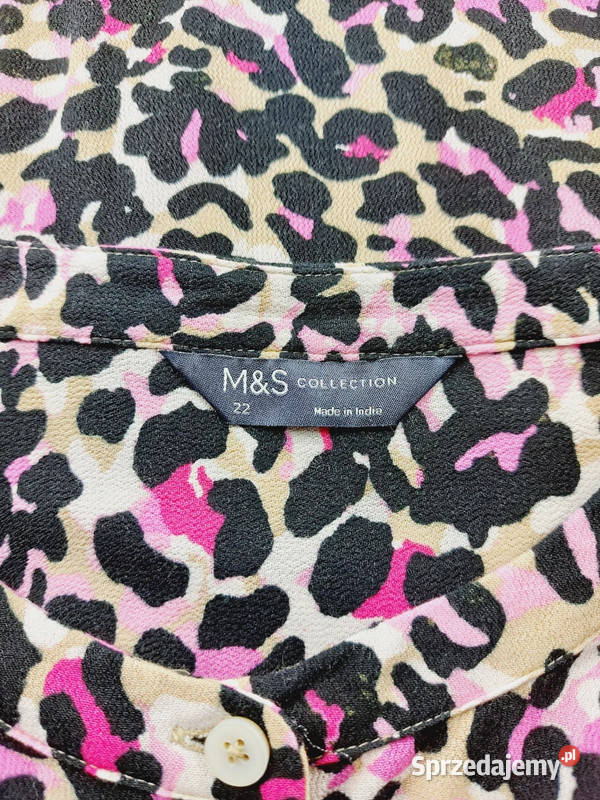 M&S COLLECTION
22 Made in India
Sprzedajemy.pl